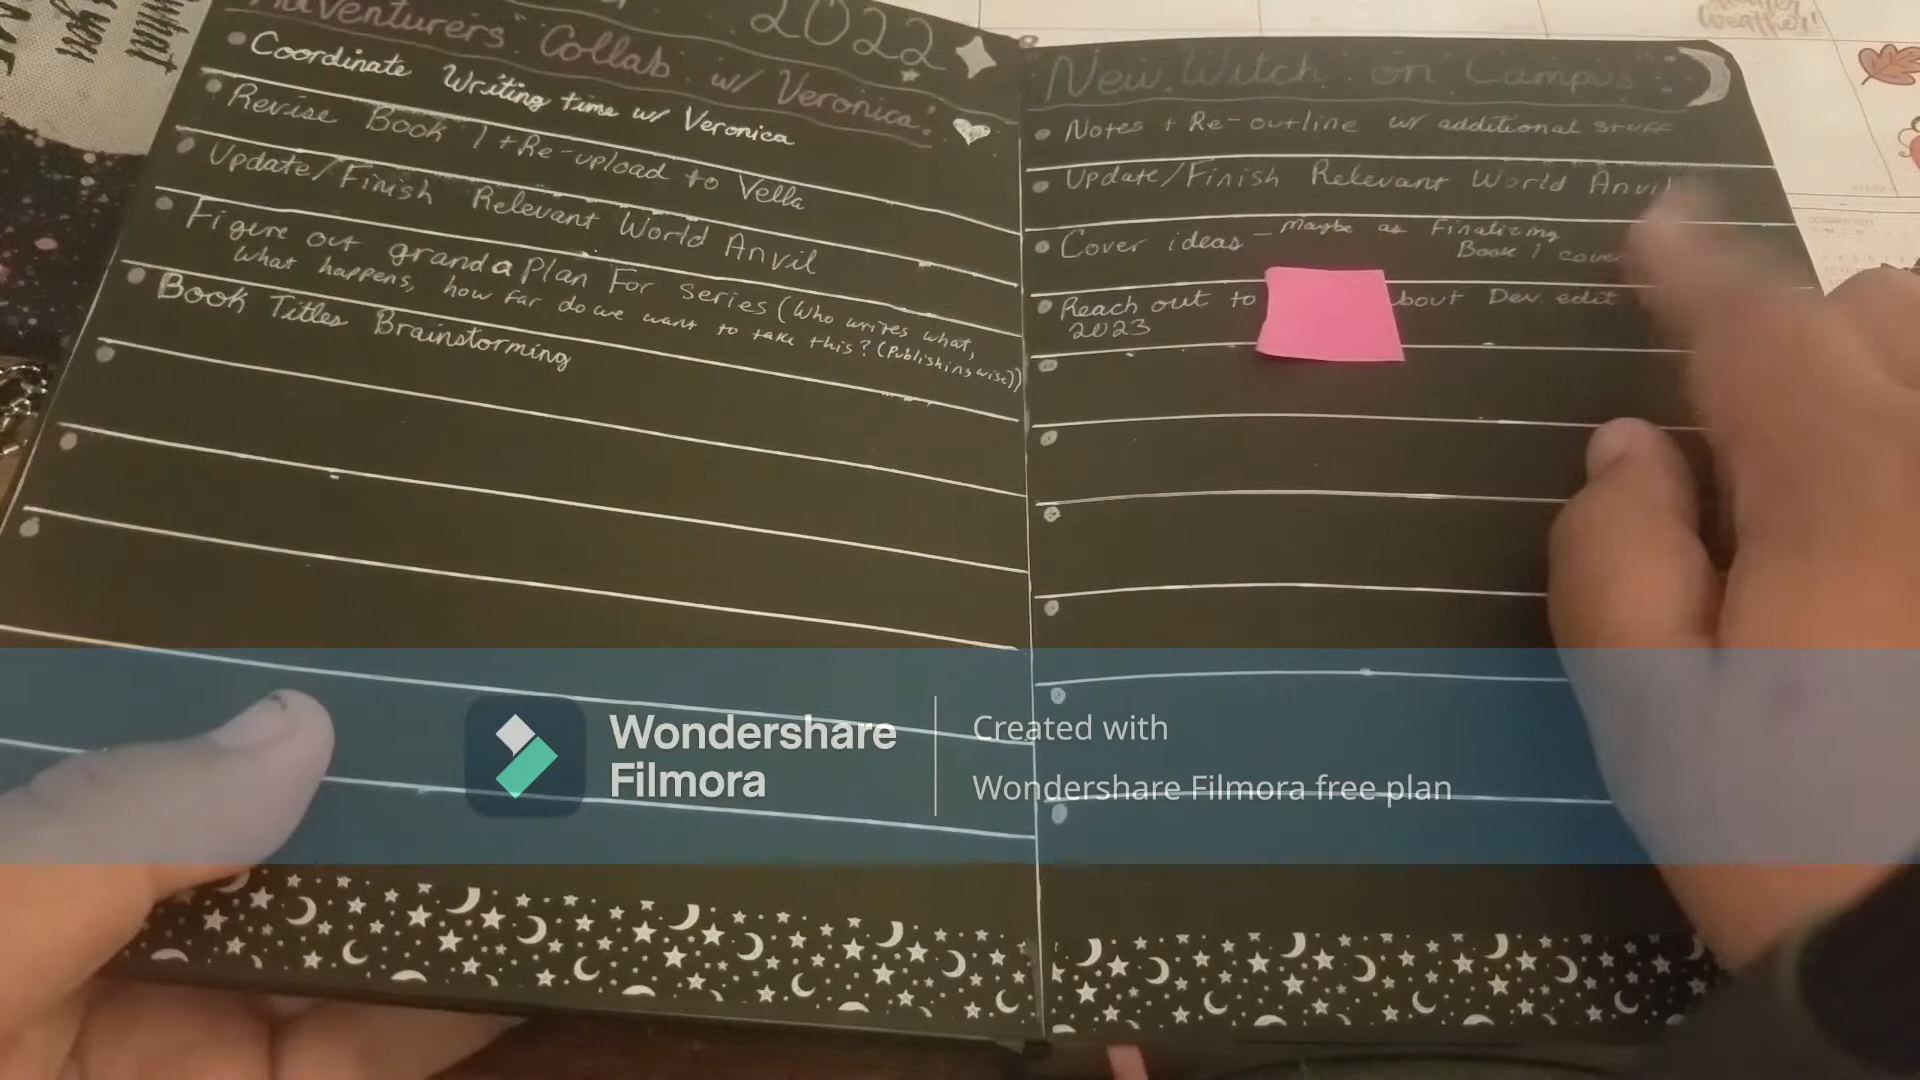 2022
Adventurers" Collab w/ Veronica:
Coordinate Writing time w/ Veronica
Revise Book 1 + Re-upload to Vella
Update/Finish Relevant World Anvil
Figure out grand a plan For series (Who writes what,
what happens, how far do we want to take this? (Publishing wise))
Book Titles Brainstorming
New Witch on Campus
Notes + Re-outline w/ additional stuff
Update/Finish Relevant World Anvil
Cover ideas - maybe as Finalizing
Book 1 cover
Reach out to bout Dev. edit
2023
Wondershare
Filmora
Created with
Wondershare Filmora free plan
what
you
weather!